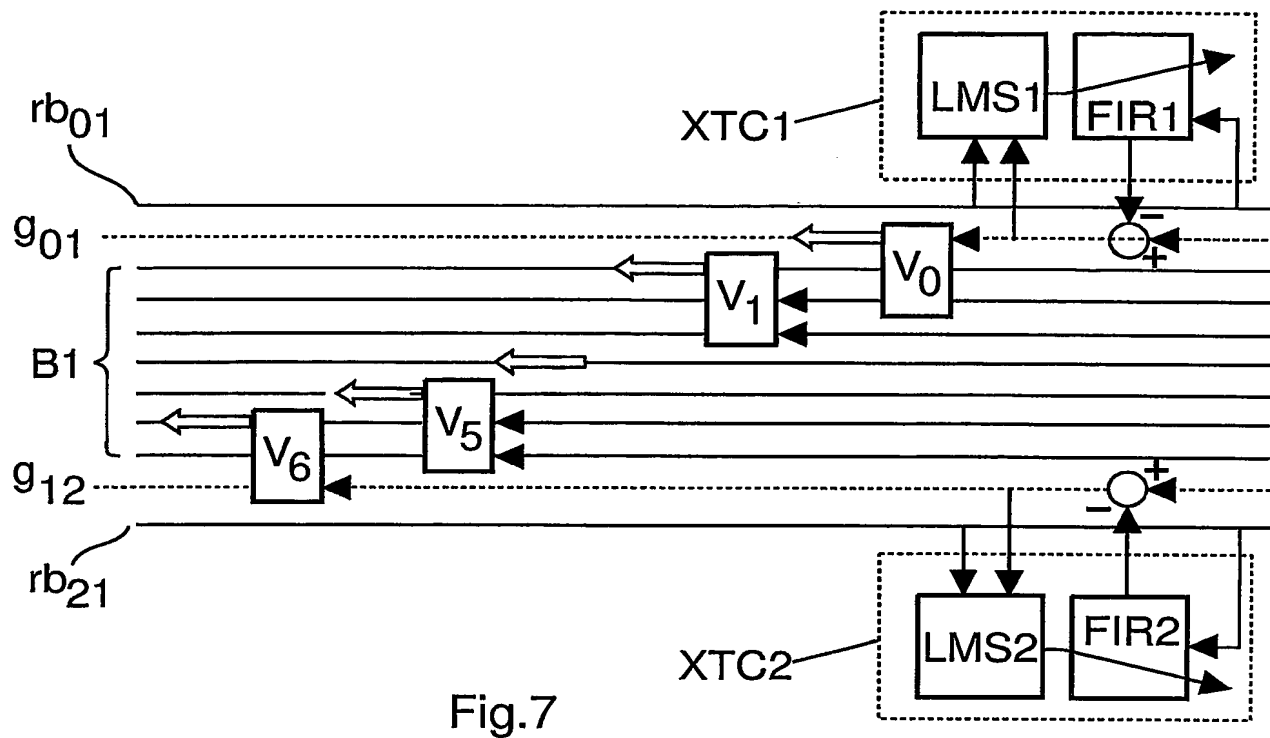 LMS1
FIR1
XTC1
rb01
g01
−
+
V0
V1
B1
V5
V6
g12
+
−
rb21
LMS2
FIR2
XTC2
Fig.7